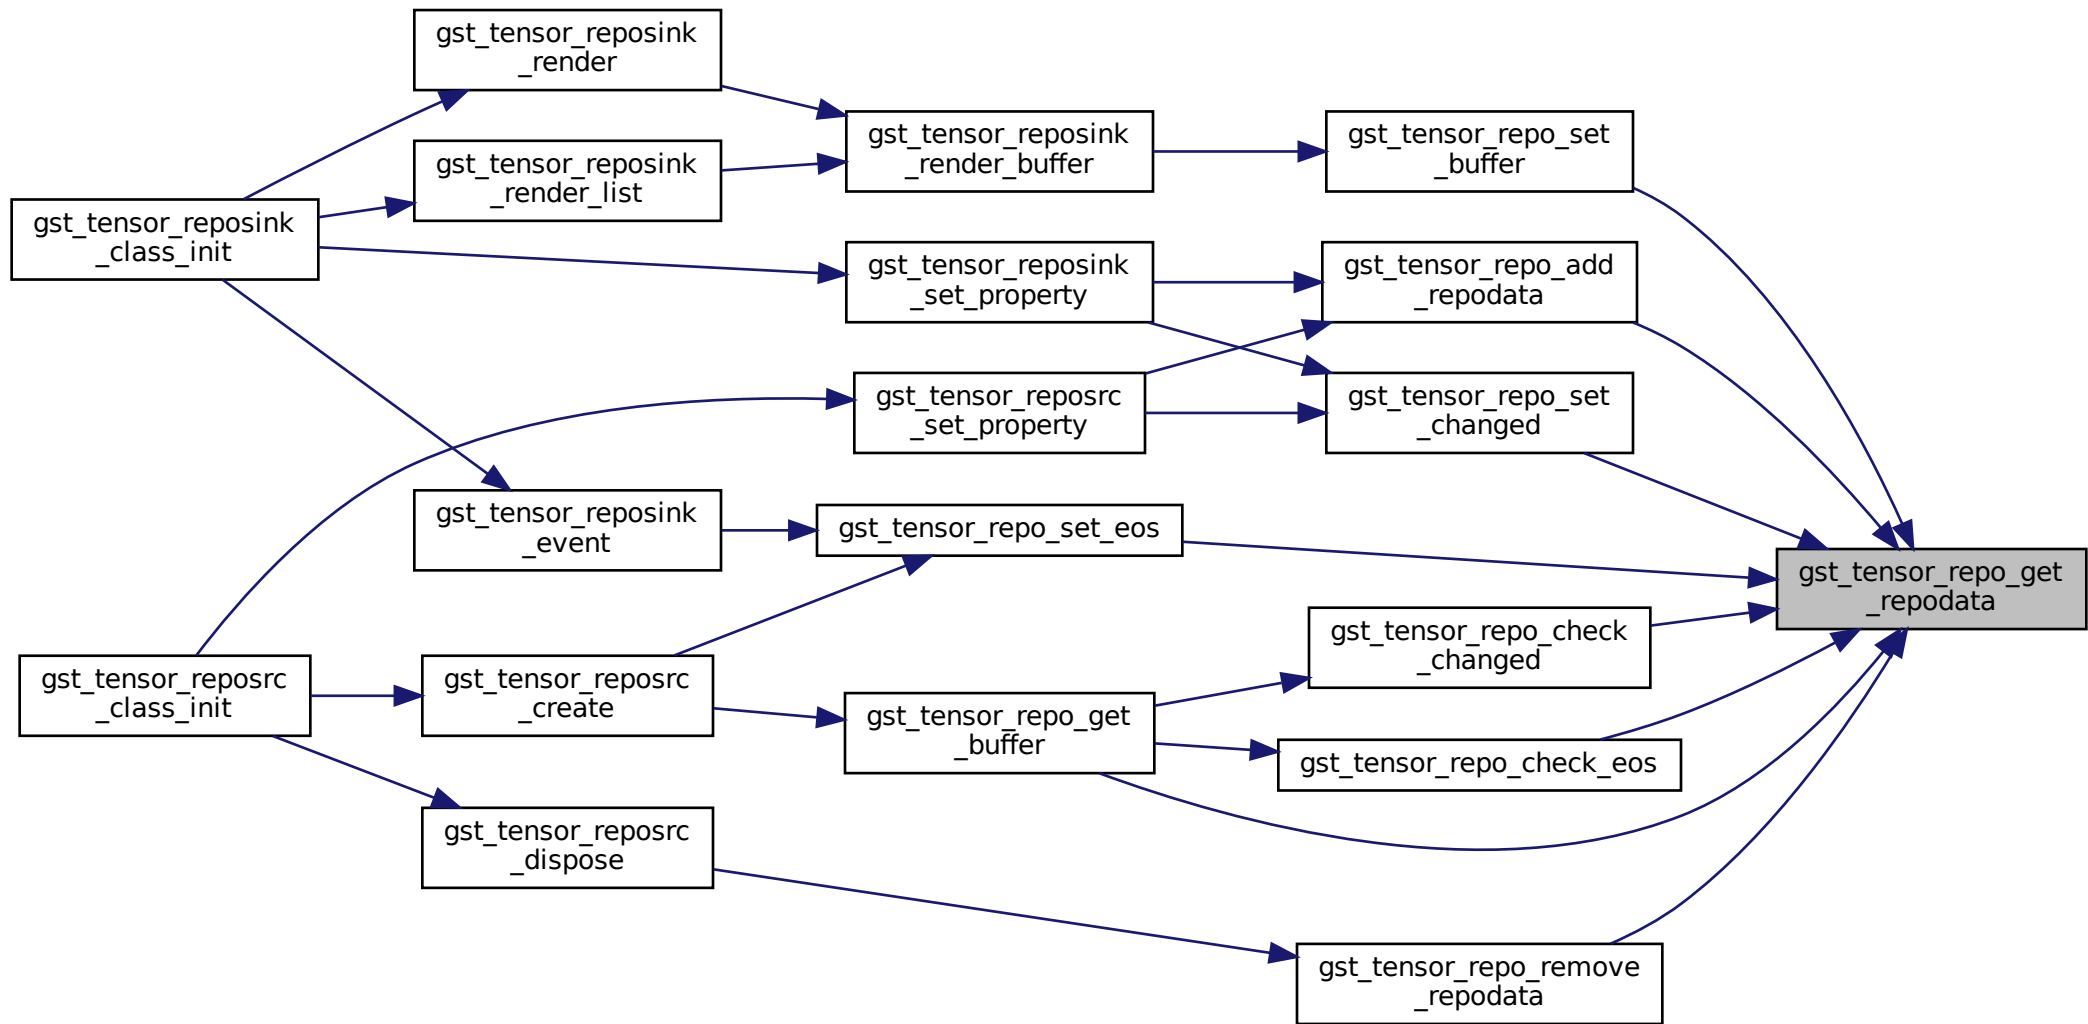 gst_tensor_reposink
_render
gst_tensor_reposink
_render_list
gst_tensor_reposink
_class_init
gst_tensor_reposink
_render_buffer
gst_tensor_repo_set
_buffer
gst_tensor_reposink
_set_property
gst_tensor_repo_add
_repodata
gst_tensor_reposrc
_set_property
gst_tensor_repo_set
_changed
gst_tensor_reposink
_event
gst_tensor_repo_set_eos
gst_tensor_repo_get
_repodata
gst_tensor_repo_check
_changed
gst_tensor_reposrc
_class_init
gst_tensor_reposrc
_create
gst_tensor_repo_get
_buffer
gst_tensor_repo_check_eos
gst_tensor_reposrc
_dispose
gst_tensor_repo_remove
_repodata